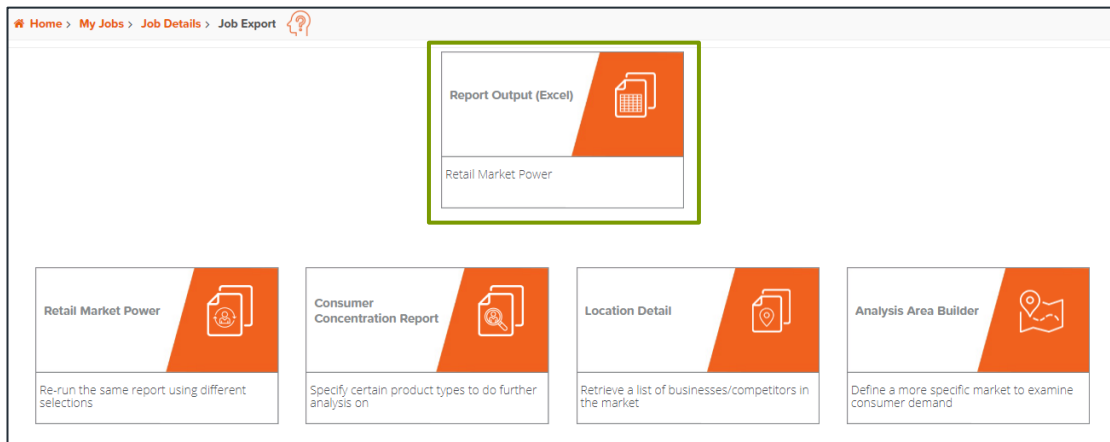 Home > My Jobs > Job Details > Job Export
Report Output (Excel)
Retail Market Power
Retail Market Power
Re-run the same report using different
selections
Consumer
Concentration Report
Specify certain product types to do further
analysis on
Location Detail
Retrieve a list of businesses/competitors in
the market
Analysis Area Builder
Define a more specific market to examine
consumer demand